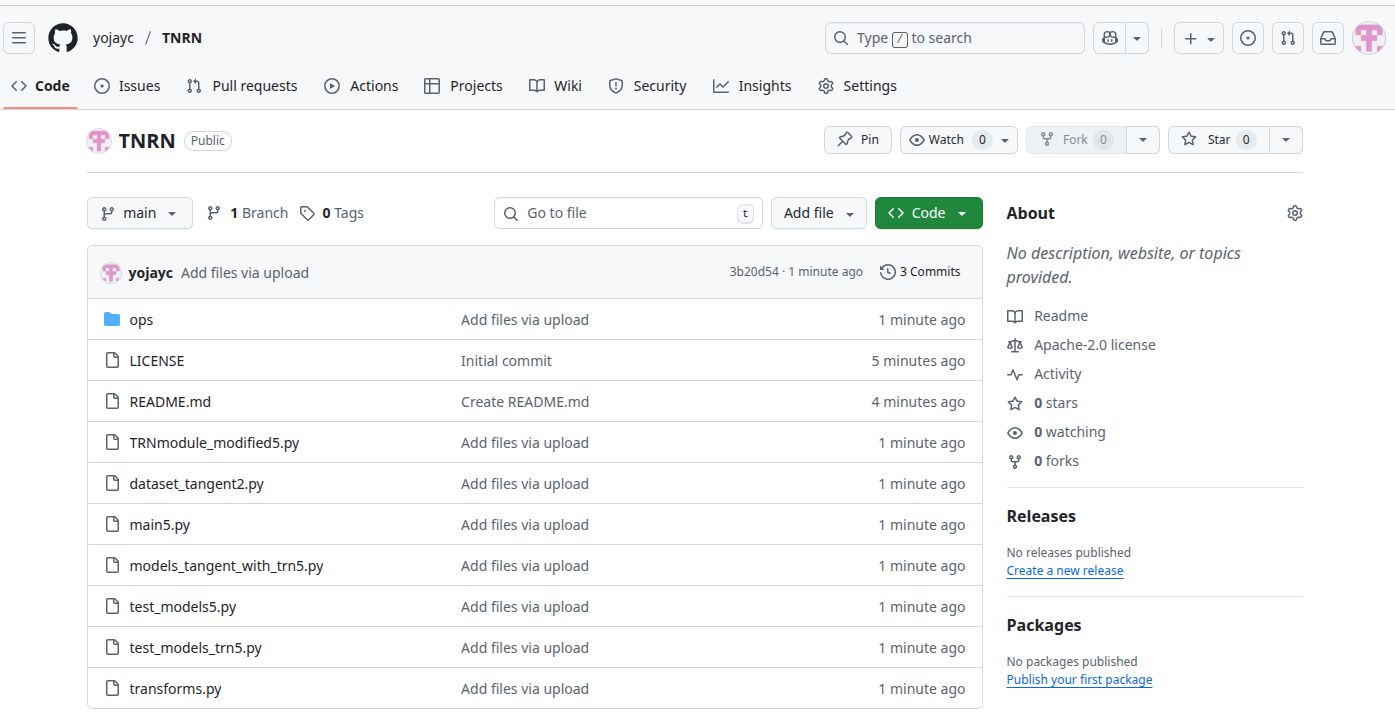 yojayc / TNRN Type / to search
Code Issues Pull requests Actions Projects Wiki Security Insights Settings
TNRN Public Pin Watch 0 Fork 0 Star 0
main 1 Branch 0 Tags Go to file t Add file Code
yojayc Add files via upload 3b20d54 · 1 minute ago 3 Commits
ops Add files via upload 1 minute ago
LICENSE Initial commit 5 minutes ago
README.md Create README.md 4 minutes ago
TRNmodule_modified5.py Add files via upload 1 minute ago
dataset_tangent2.py Add files via upload 1 minute ago
main5.py Add files via upload 1 minute ago
models_tangent_with_trn5.py Add files via upload 1 minute ago
test_models5.py Add files via upload 1 minute ago
test_models_trn5.py Add files via upload 1 minute ago
transforms.py Add files via upload 1 minute ago
About
No description, website, or topics
provided.
Readme
Apache-2.0 license
Activity
0 stars
0 watching
0 forks
Releases
No releases published
Create a new release
Packages
No packages published
Publish your first package